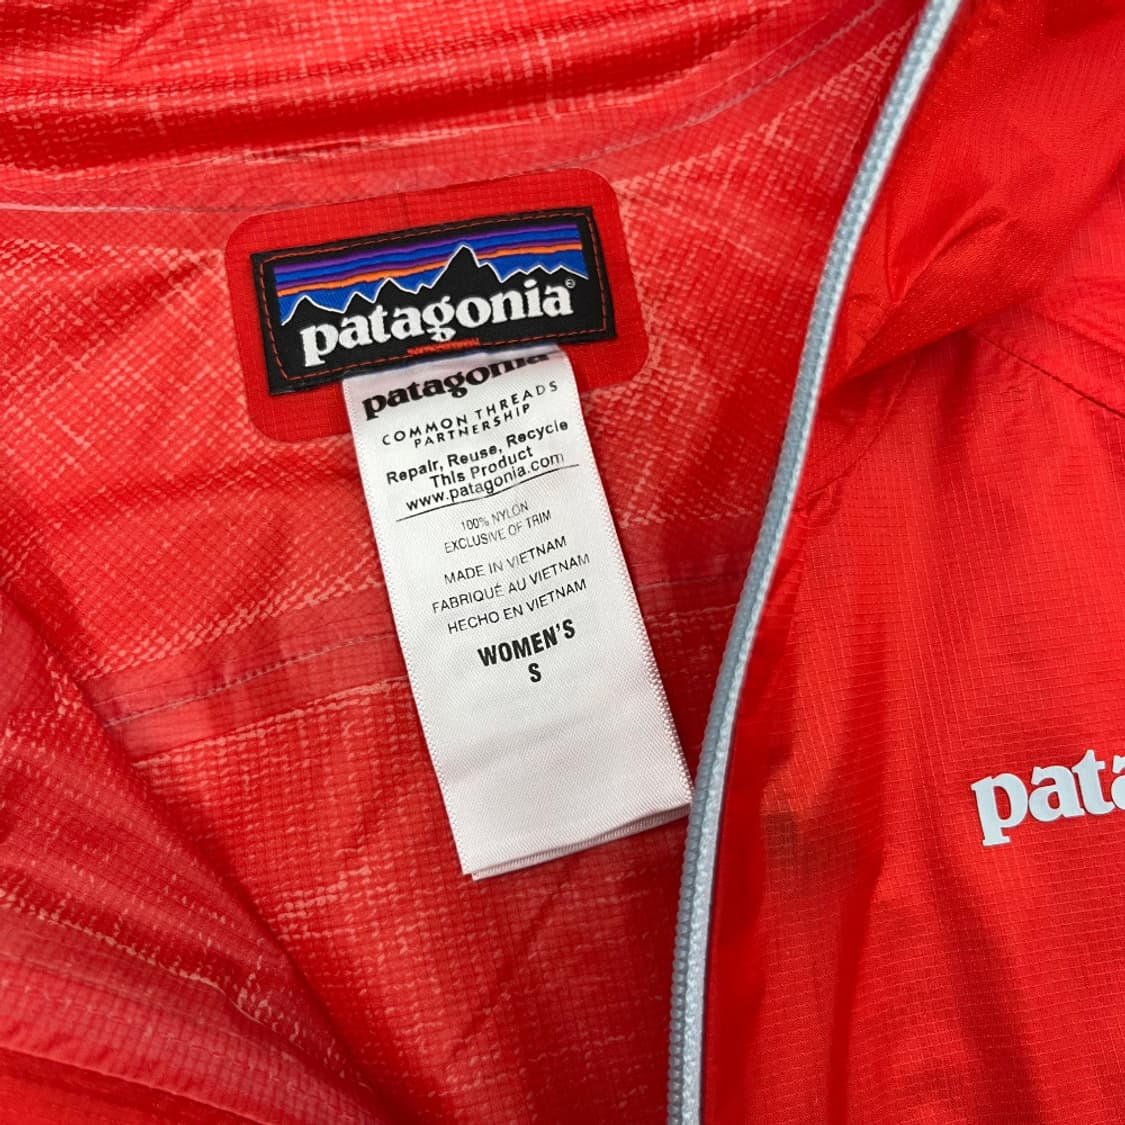 patagonia®
patagonia
COMMON THREADS
PARTNERSHIP
Repair, Reuse, Recycle
This Product
www.patagonia.com
100% NYLON
EXCLUSIVE OF TRIM
MADE IN VIETNAM
FABRIQUÉ AU VIETNAM
HECHO EN VIETNAM
WOMEN'S
S
pata